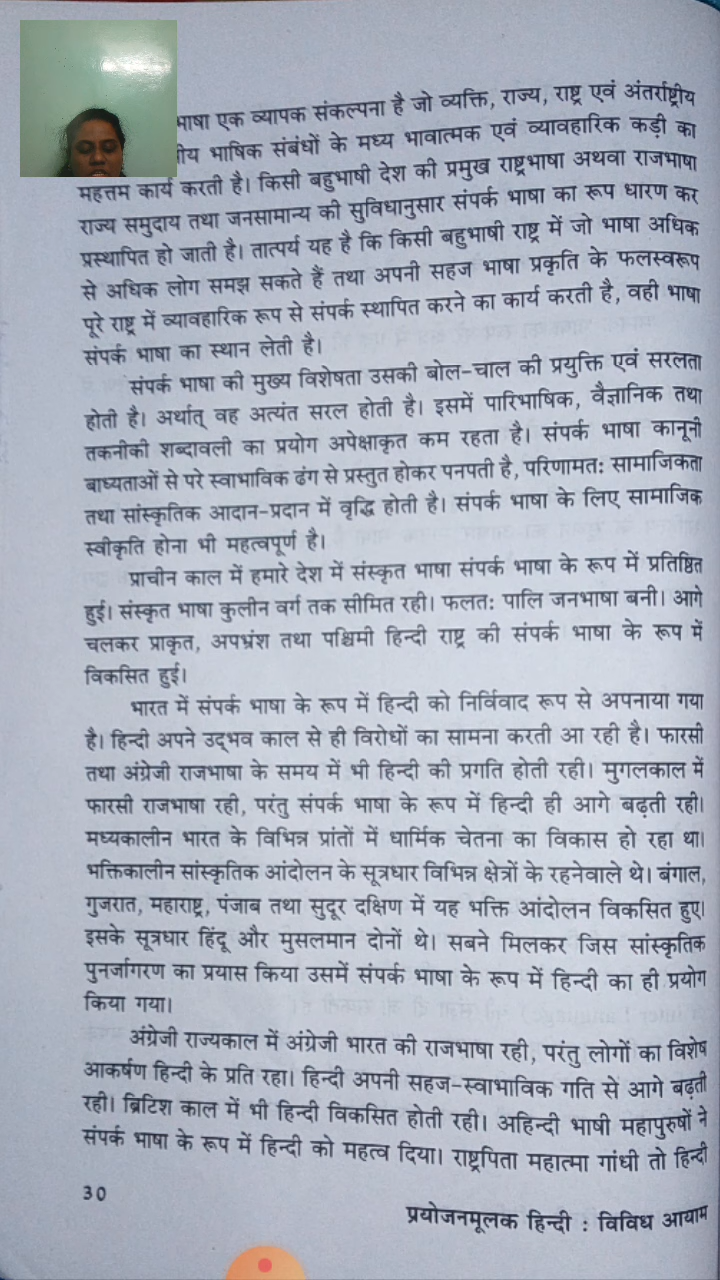 भाषा एक व्यापक संकल्पना है जो व्यक्ति, राज्य, राष्ट्र एवं अंतर्राष्ट्रीय
भाषिक संबंधों के मध्य भावात्मक एवं व्यावहारिक कड़ी का
महत्तम कार्य करती है। किसी बहुभाषी देश की प्रमुख राष्ट्रभाषा अथवा राजभाषा
राज्य समुदाय तथा जनसामान्य की सुविधानुसार संपर्क भाषा का रूप धारण कर
प्रस्थापित हो जाती है। तात्पर्य यह है कि किसी बहुभाषी राष्ट्र में जो भाषा अधिक
से अधिक लोग समझ सकते हैं तथा अपनी सहज भाषा प्रकृति के फलस्वरूप
पूरे राष्ट्र में व्यावहारिक रूप से संपर्क स्थापित करने का कार्य करती है, वही भाषा
संपर्क भाषा का स्थान लेती है।
संपर्क भाषा की मुख्य विशेषता उसकी बोल-चाल की प्रयुक्ति एवं सरलता
होती है। अर्थात् वह अत्यंत सरल होती है। इसमें पारिभाषिक, वैज्ञानिक तथा
तकनीकी शब्दावली का प्रयोग अपेक्षाकृत कम रहता है। संपर्क भाषा कानूनी
बाध्यताओं से परे स्वाभाविक ढंग से प्रस्तुत होकर पनपती है, परिणामतः सामाजिकता
तथा सांस्कृतिक आदान-प्रदान में वृद्धि होती है। संपर्क भाषा के लिए सामाजिक
स्वीकृति होना भी महत्वपूर्ण है।
प्राचीन काल में हमारे देश में संस्कृत भाषा संपर्क भाषा के रूप में प्रतिष्ठित
हुई। संस्कृत भाषा कुलीन वर्ग तक सीमित रही। फलतः पालि जनभाषा बनी। आगे
चलकर प्राकृत, अपभ्रंश तथा पश्चिमी हिन्दी राष्ट्र की संपर्क भाषा के रूप में
विकसित हुई।
भारत में संपर्क भाषा के रूप में हिन्दी को निर्विवाद रूप से अपनाया गया
है। हिन्दी अपने उद्‌भव काल से ही विरोधों का सामना करती आ रही है। फारसी
तथा अंग्रेजी राजभाषा के समय में भी हिन्दी की प्रगति होती रही। मुगलकाल में
फारसी राजभाषा रही, परंतु संपर्क भाषा के रूप में हिन्दी ही आगे बढ़ती रही।
मध्यकालीन भारत के विभिन्न प्रांतों में धार्मिक चेतना का विकास हो रहा था।
भक्तिकालीन सांस्कृतिक आंदोलन के सूत्रधार विभिन्न क्षेत्रों के रहनेवाले थे। बंगाल,
गुजरात, महाराष्ट्र, पंजाब तथा सुदूर दक्षिण में यह भक्ति आंदोलन विकसित हुए।
इसके सूत्रधार हिंदू और मुसलमान दोनों थे। सबने मिलकर जिस सांस्कृतिक
पुनर्जागरण का प्रयास किया उसमें संपर्क भाषा के रूप में हिन्दी का ही प्रयोग
किया गया।
अंग्रेजी राज्यकाल में अंग्रेजी भारत की राजभाषा रही, परंतु लोगों का विशेष
आकर्षण हिन्दी के प्रति रहा। हिन्दी अपनी सहज-स्वाभाविक गति से आगे बढ़ती
रही। ब्रिटिश काल में भी हिन्दी विकसित होती रही। अहिन्दी भाषी महापुरुषों ने
संपर्क भाषा के रूप में हिन्दी को महत्व दिया। राष्ट्रपिता महात्मा गांधी तो हिन्दी
30
प्रयोजनमूलक हिन्दी : विविध आयाम